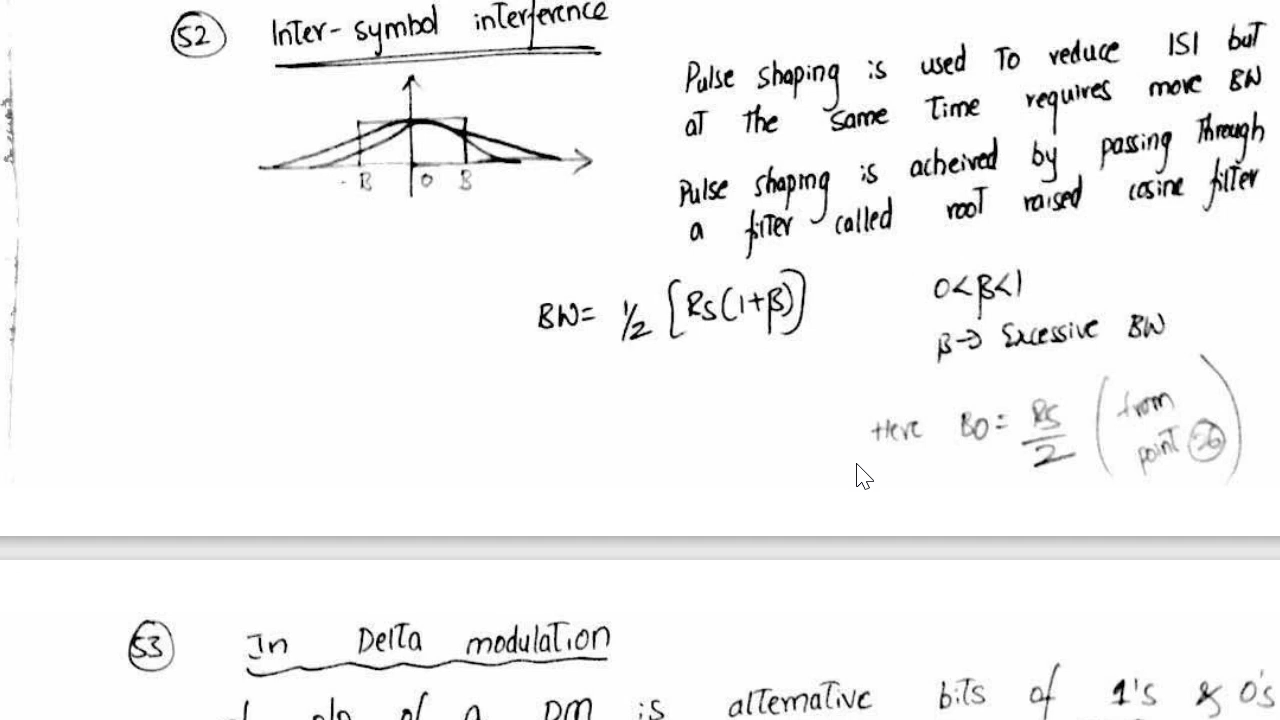 52 Inter-symbol interference
-B 0 B
Pulse shaping is used To reduce ISI but
at the same time requires more BW
Pulse shaping is acheived by passing through
a filter called root raised cosine filter
BW= 1/2 [Rs(1+β)]
0<β<1
β→ Excessive BW
Here B0 = Rs/2 (from point 26)
53 In Delta modulation
of a DM is alternative bits of 1's & 0's